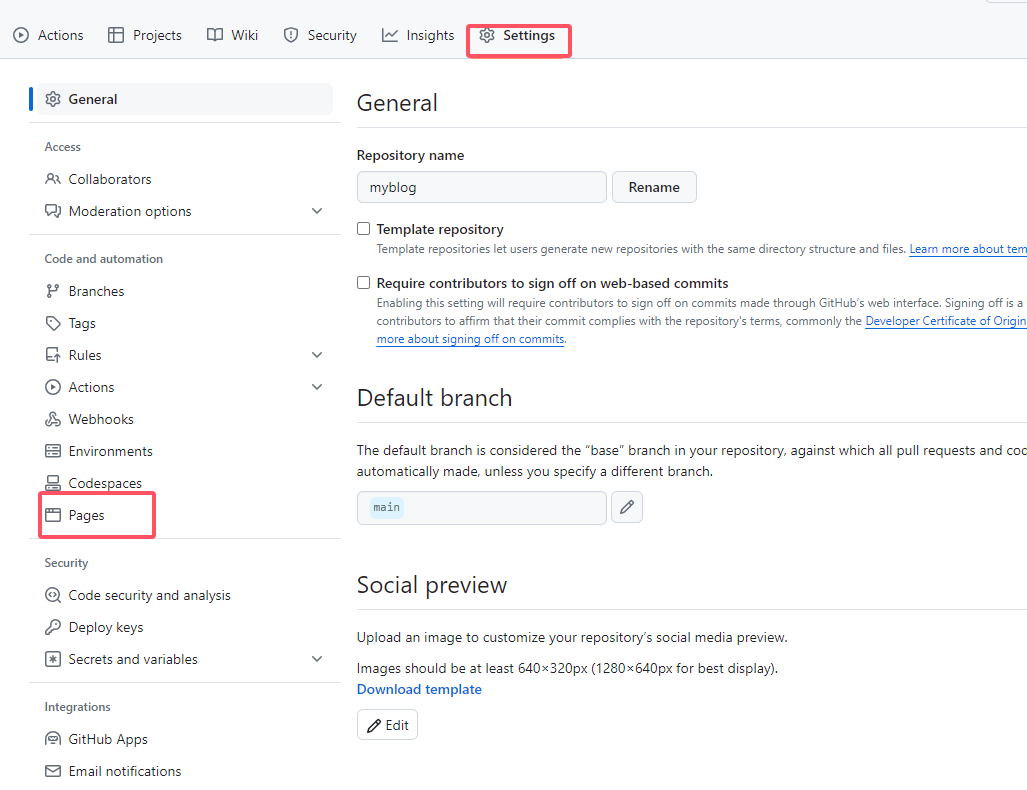 Actions Projects Wiki Security Insights Settings
General
Access
Collaborators
Moderation options
Code and automation
Branches
Tags
Rules
Actions
Webhooks
Environments
Codespaces
Pages
Security
Code security and analysis
Deploy keys
Secrets and variables
Integrations
GitHub Apps
Email notifications
General
Repository name
myblog Rename
Template repository
Template repositories let users generate new repositories with the same directory structure and files. Learn more about tem
Require contributors to sign off on web-based commits
Enabling this setting will require contributors to sign off on commits made through GitHub's web interface. Signing off is a
contributors to affirm that their commit complies with the repository's terms, commonly the Developer Certificate of Origin
more about signing off on commits.
Default branch
The default branch is considered the “base” branch in your repository, against which all pull requests and cod
automatically made, unless you specify a different branch.
main
Social preview
Upload an image to customize your repository's social media preview.
Images should be at least 640×320px (1280×640px for best display).
Download template
Edit